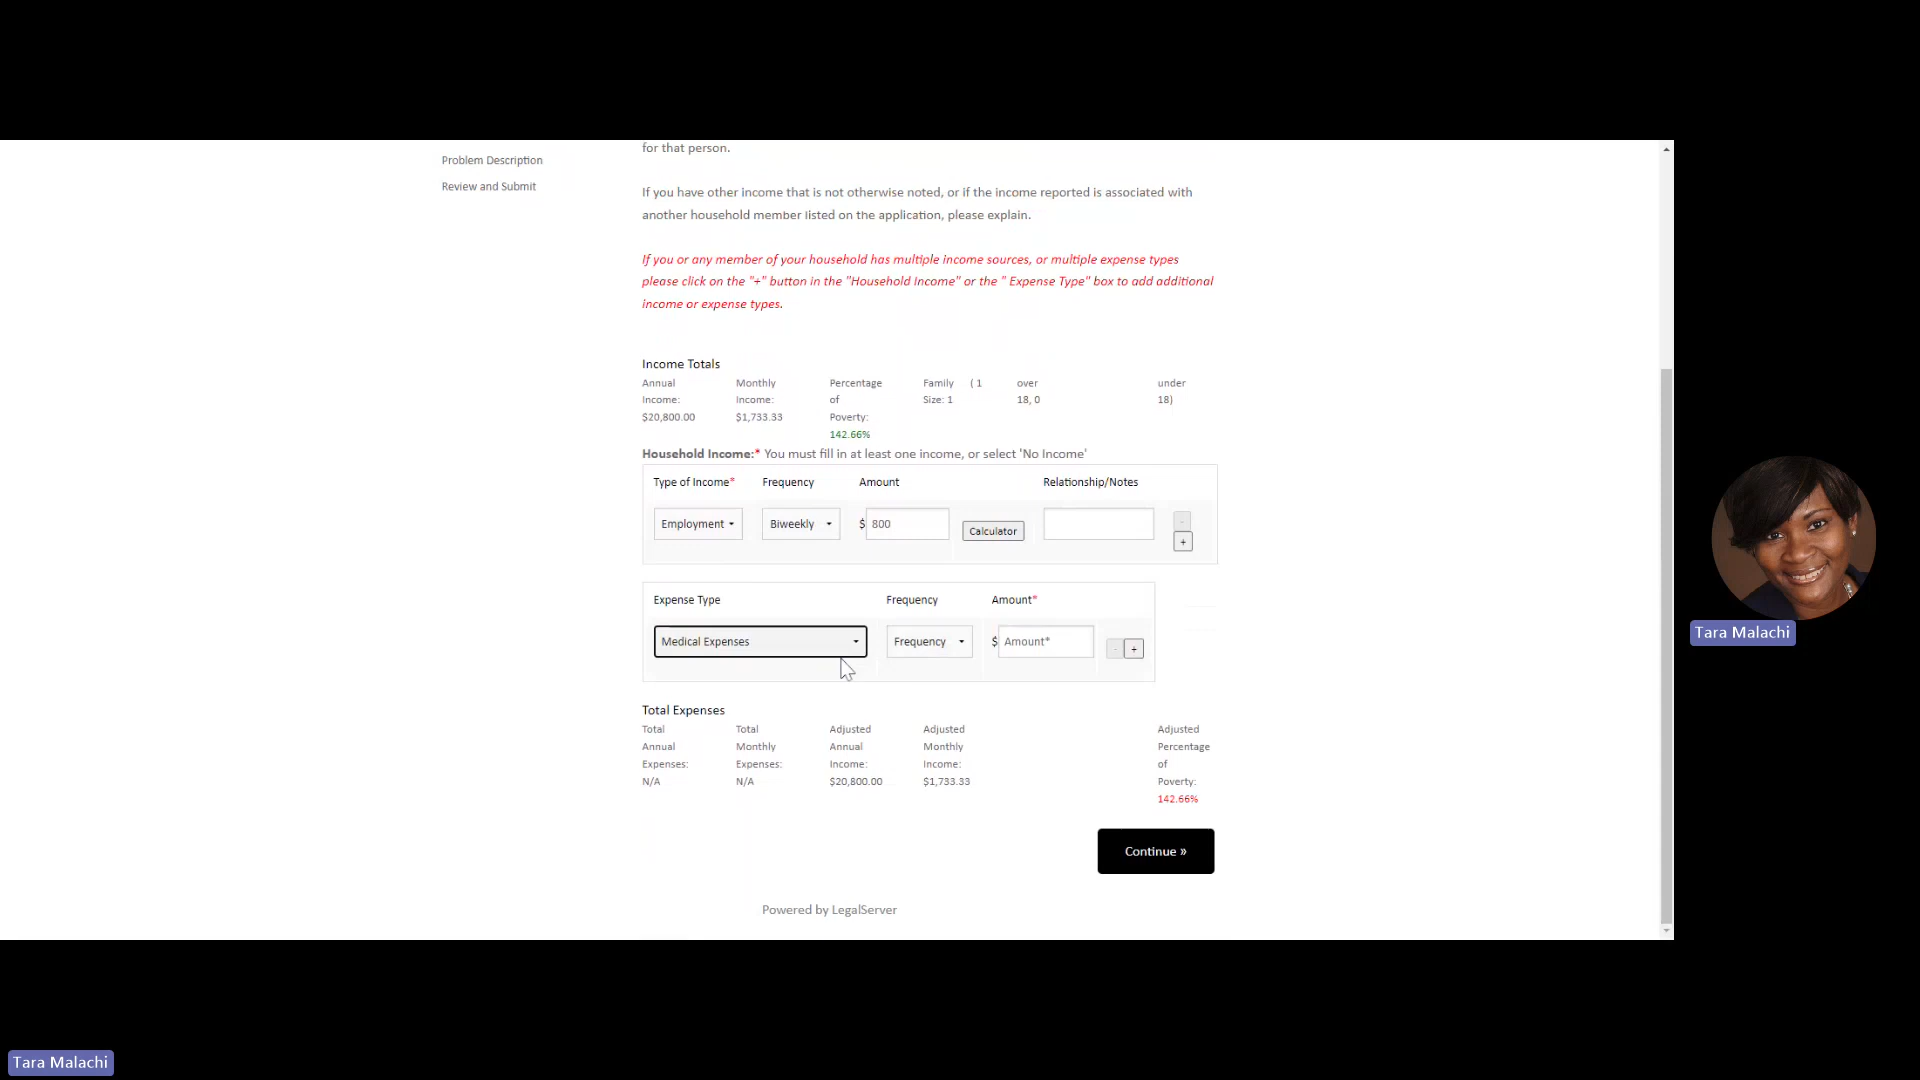 for that person.
Problem Description
Review and Submit
If you have other income that is not otherwise noted, or if the income reported is associated with
another household member listed on the application, please explain.
If you or any member of your household has multiple income sources, or multiple expense types
please click on the "+" button in the "Household Income" or the " Expense Type" box to add additional
income or expense types.
Income Totals
Annual Income: $20,800.00
Monthly Income: $1,733.33
Percentage of Poverty: 142.66%
Family Size: 1
( 1
over 18, 0
under 18)
Household Income:* You must fill in at least one income, or select 'No Income'
Type of Income* Frequency Amount Relationship/Notes
Employment Biweekly $ 800 Calculator -
+
Expense Type Frequency Amount*
Medical Expenses Frequency $ Amount* - +
Total Expenses
Total Annual Expenses: N/A
Total Monthly Expenses: N/A
Adjusted Annual Income: $20,800.00
Adjusted Monthly Income: $1,733.33
Adjusted Percentage of Poverty: 142.66%
Continue »
Powered by LegalServer
Tara Malachi
Tara Malachi